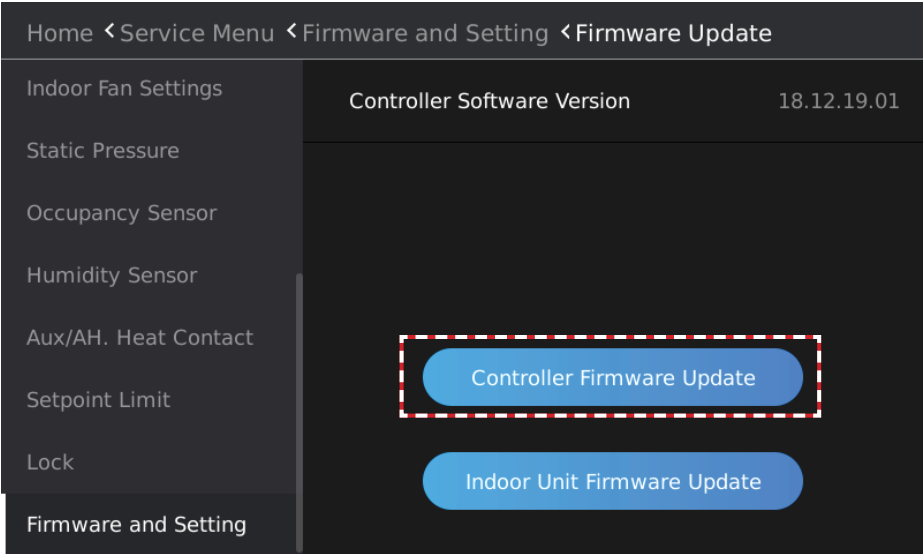 Home < Service Menu < Firmware and Setting < Firmware Update
Indoor Fan Settings
Static Pressure
Occupancy Sensor
Humidity Sensor
Aux/AH. Heat Contact
Setpoint Limit
Lock
Firmware and Setting
Controller Software Version 18.12.19.01
Controller Firmware Update
Indoor Unit Firmware Update